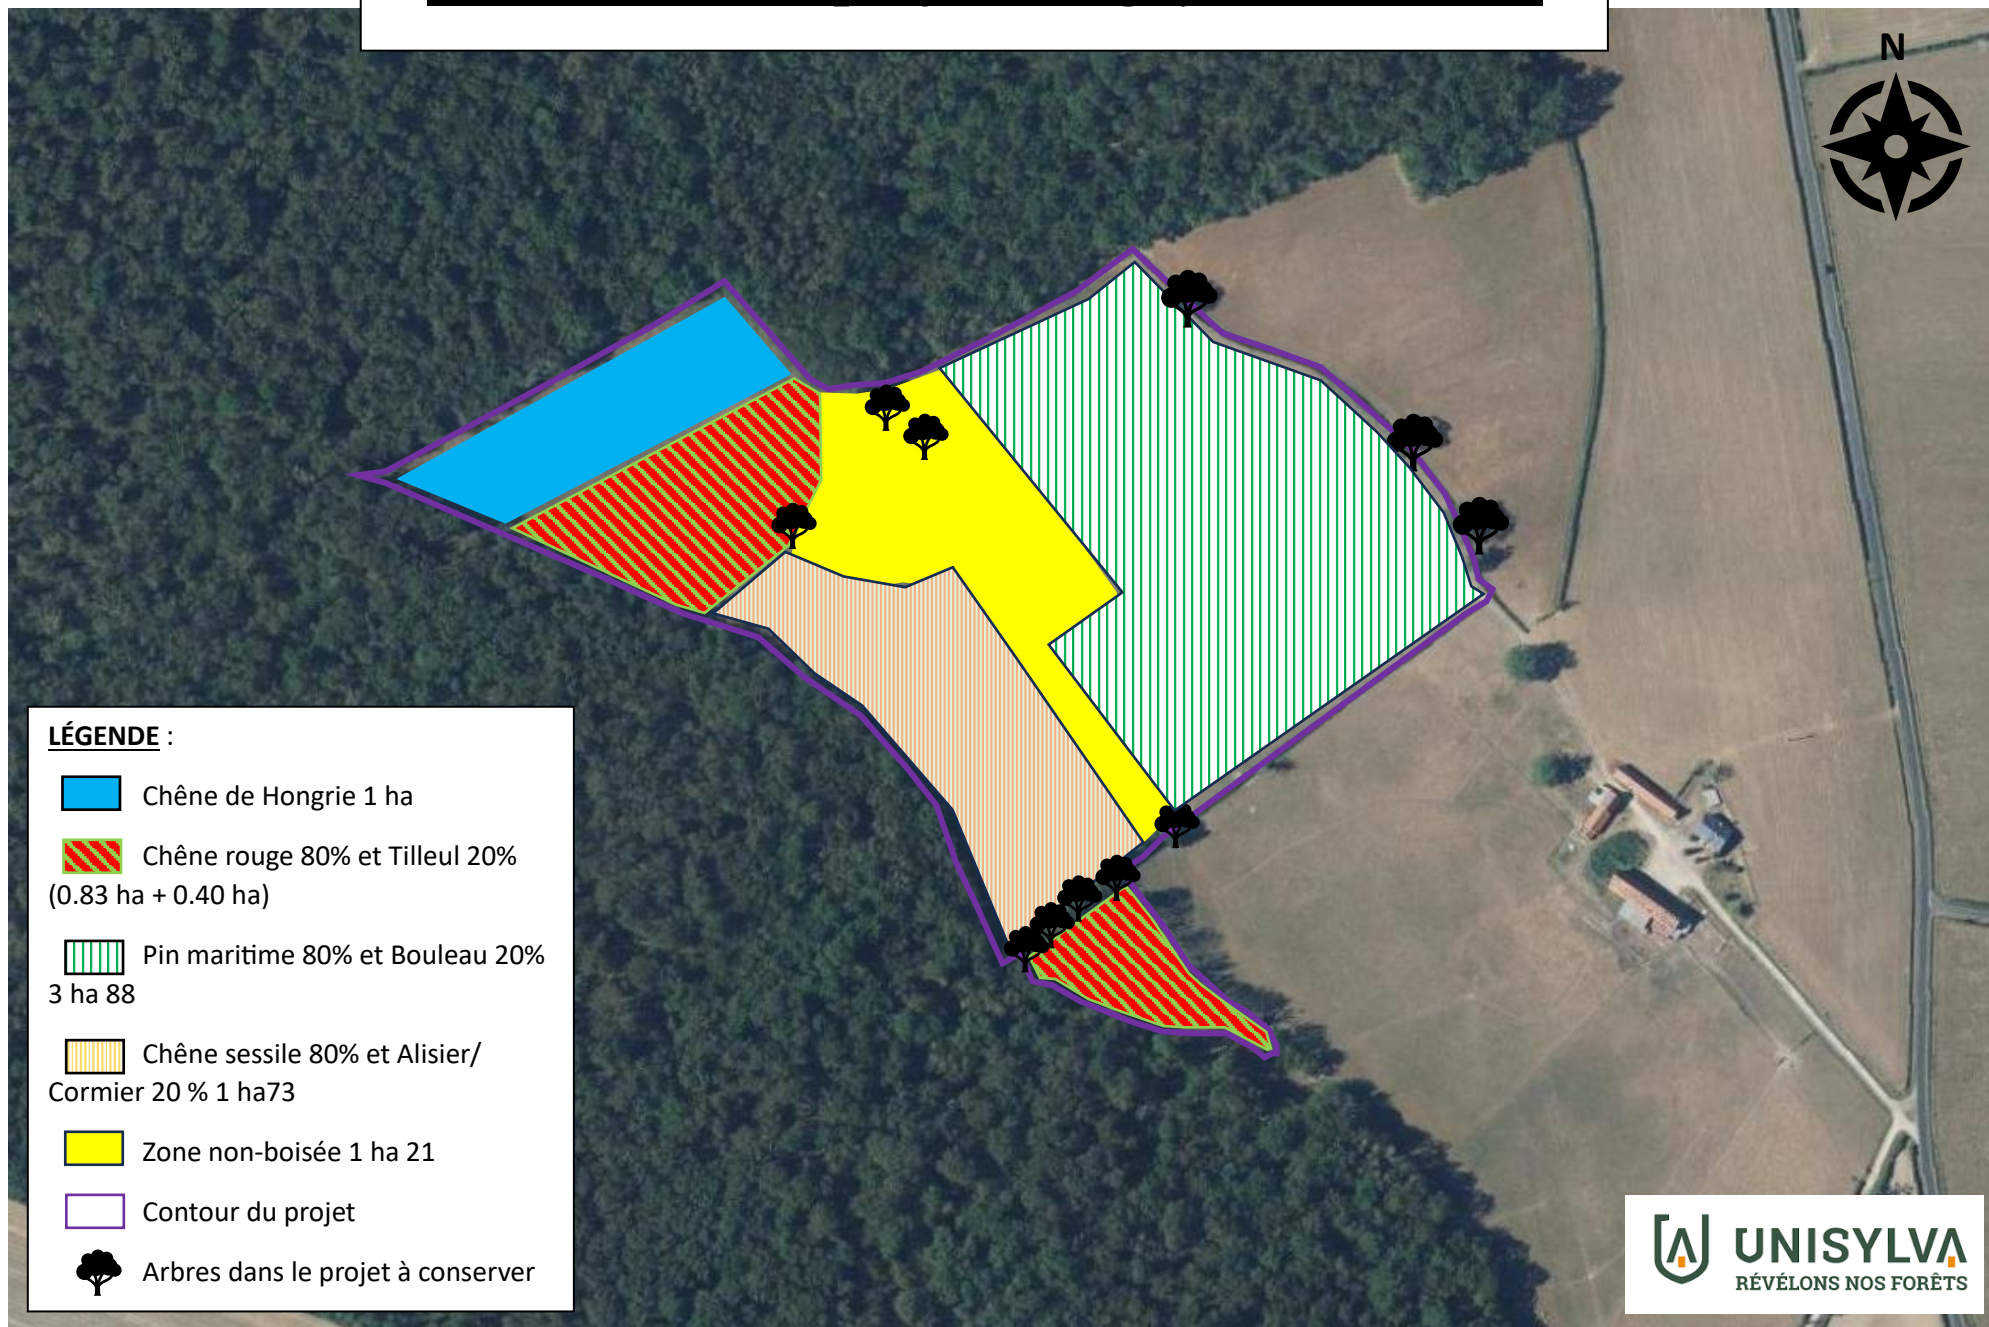 N
LÉGENDE :
Chêne de Hongrie 1 ha
Chêne rouge 80% et Tilleul 20%
(0.83 ha + 0.40 ha)
Pin maritime 80% et Bouleau 20%
3 ha 88
Chêne sessile 80% et Alisier/
Cormier 20 % 1 ha73
Zone non-boisée 1 ha 21
Contour du projet
Arbres dans le projet à conserver
UNISYLVA
RÉVÉLONS NOS FORÊTS